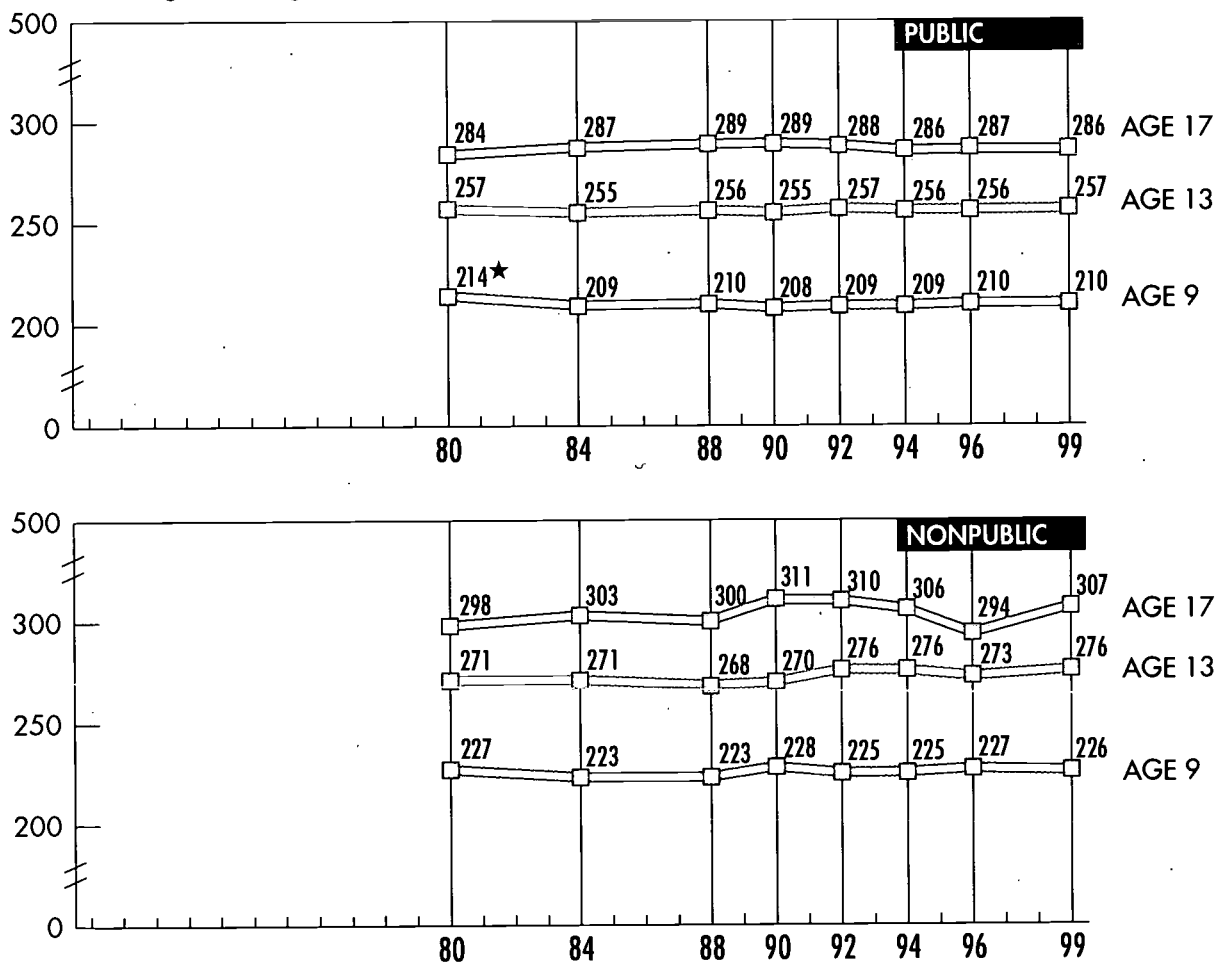 500
PUBLIC
300
284 287 289 289 288 286 287 286 AGE 17
257 255 256 255 257 256 256 257 AGE 13
250
214★ 209 210 208 209 209 210 210 AGE 9
200
0
80 84 88 90 92 94 96 99
500
NONPUBLIC
298 303 300 311 310 306 294 307 AGE 17
300
271 271 268 270 276 276 273 276 AGE 13
250
227 223 223 228 225 225 227 226 AGE 9
200
0
80 84 88 90 92 94 96 99